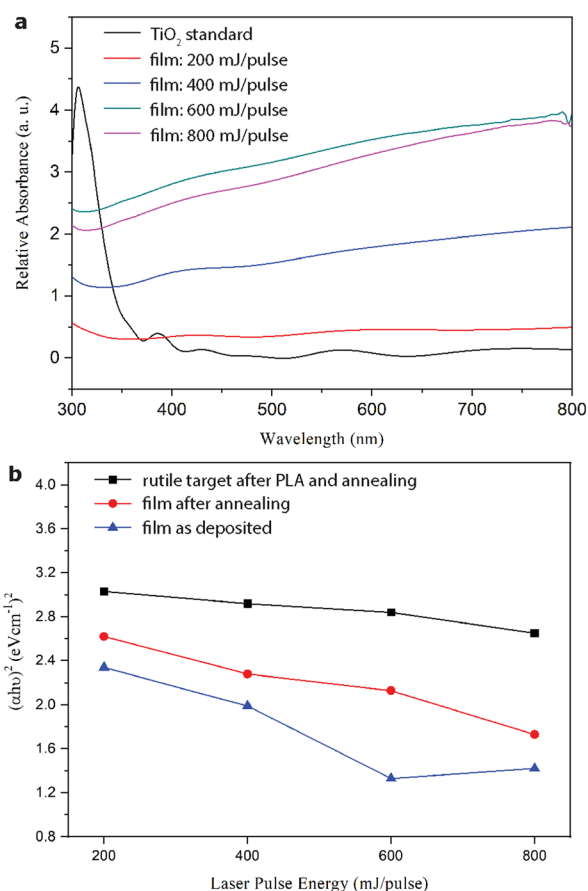 a
TiO₂ standard
film: 200 mJ/pulse
film: 400 mJ/pulse
film: 600 mJ/pulse
film: 800 mJ/pulse
5
4
3
2
1
0
Relative Absorbance (a. u.)
300 400 500 600 700 800
Wavelength (nm)
b
rutile target after PLA and annealing
film after annealing
film as deposited
4.0
3.6
3.2
2.8
2.4
2.0
1.6
1.2
0.8
(αhυ)² (eVcm⁻¹)²
200 400 600 800
Laser Pulse Energy (mJ/pulse)